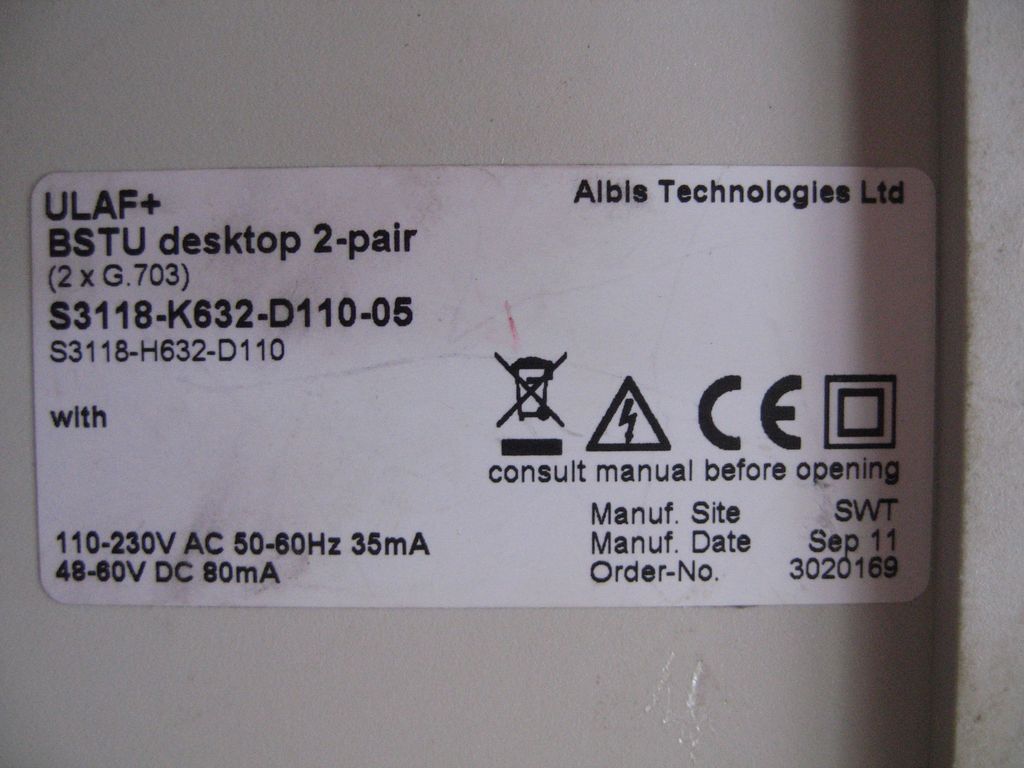 ULAF+
BSTU desktop 2-pair
(2 x G.703)
S3118-K632-D110-05
S3118-H632-D110
with
110-230V AC 50-60Hz 35mA
48-60V DC 80mA
Albis Technologies Ltd
CE
consult manual before opening
Manuf. Site SWT
Manuf. Date Sep 11
Order-No. 3020169